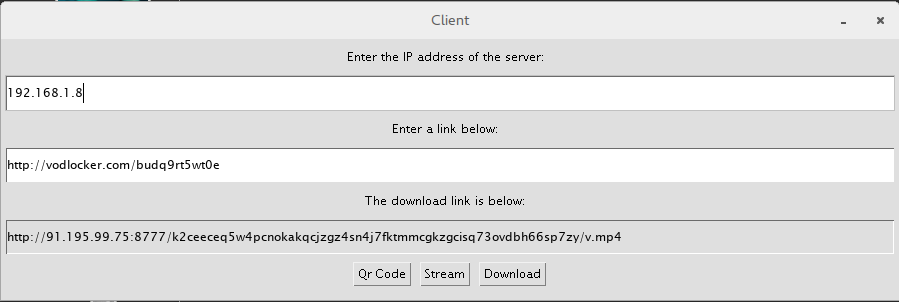 Client
Enter the IP address of the server:
192.168.1.8
Enter a link below:
http://vodlocker.com/budq9rt5wt0e
The download link is below:
http://91.195.99.75:8777/k2ceeceq5w4pcnokakqcjzgz4sn4j7fktmmcgkzgcisq73ovdbh66sp7zy/v.mp4
Qr Code Stream Download